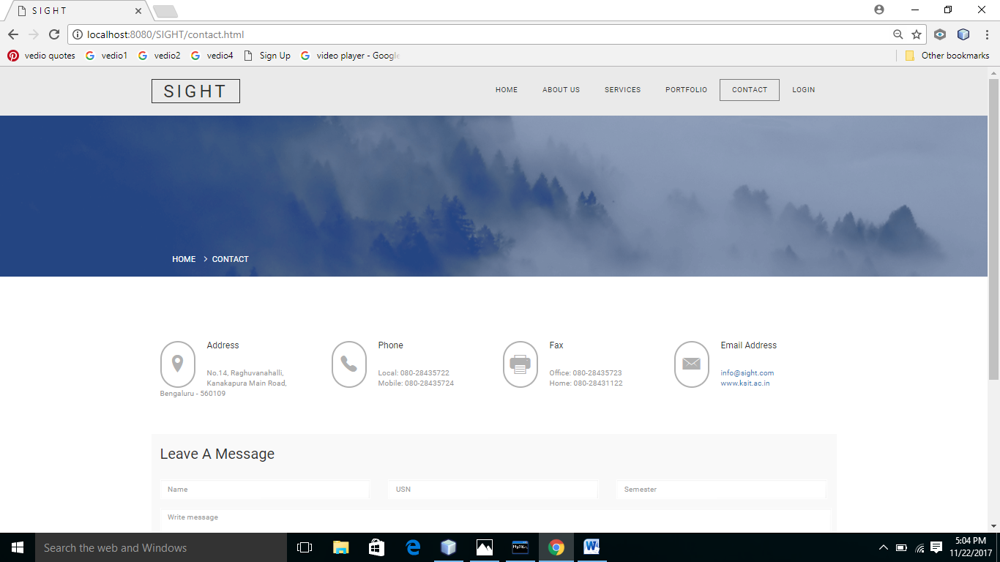 S I G H T
localhost:8080/SIGHT/contact.html
vedio quotes vedio1 vedio2 vedio4 Sign Up video player - Google Other bookmarks
SIGHT HOME ABOUT US SERVICES PORTFOLIO CONTACT LOGIN
HOME > CONTACT
Address
No.14, Raghuvanahalli,
Kanakapura Main Road,
Bengaluru - 560109
Phone
Local: 080-28435722
Mobile: 080-28435724
Fax
Office: 080-28435723
Home: 080-28431122
Email Address
info@sight.com
www.ksit.ac.in
Leave A Message
Name USN Semester
Write message
Search the web and Windows
MySQL
5:04 PM
11/22/2017